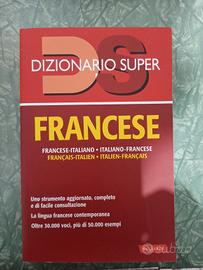 DS
DIZIONARIO SUPER
FRANCESE
FRANCESE-ITALIANO • ITALIANO-FRANCESE
FRANÇAIS-ITALIEN • ITALIEN-FRANÇAIS
Uno strumento aggiornato, completo
e di facile consultazione
La lingua francese contemporanea
Oltre 30.000 voci, più di 50.000 esempi
subito